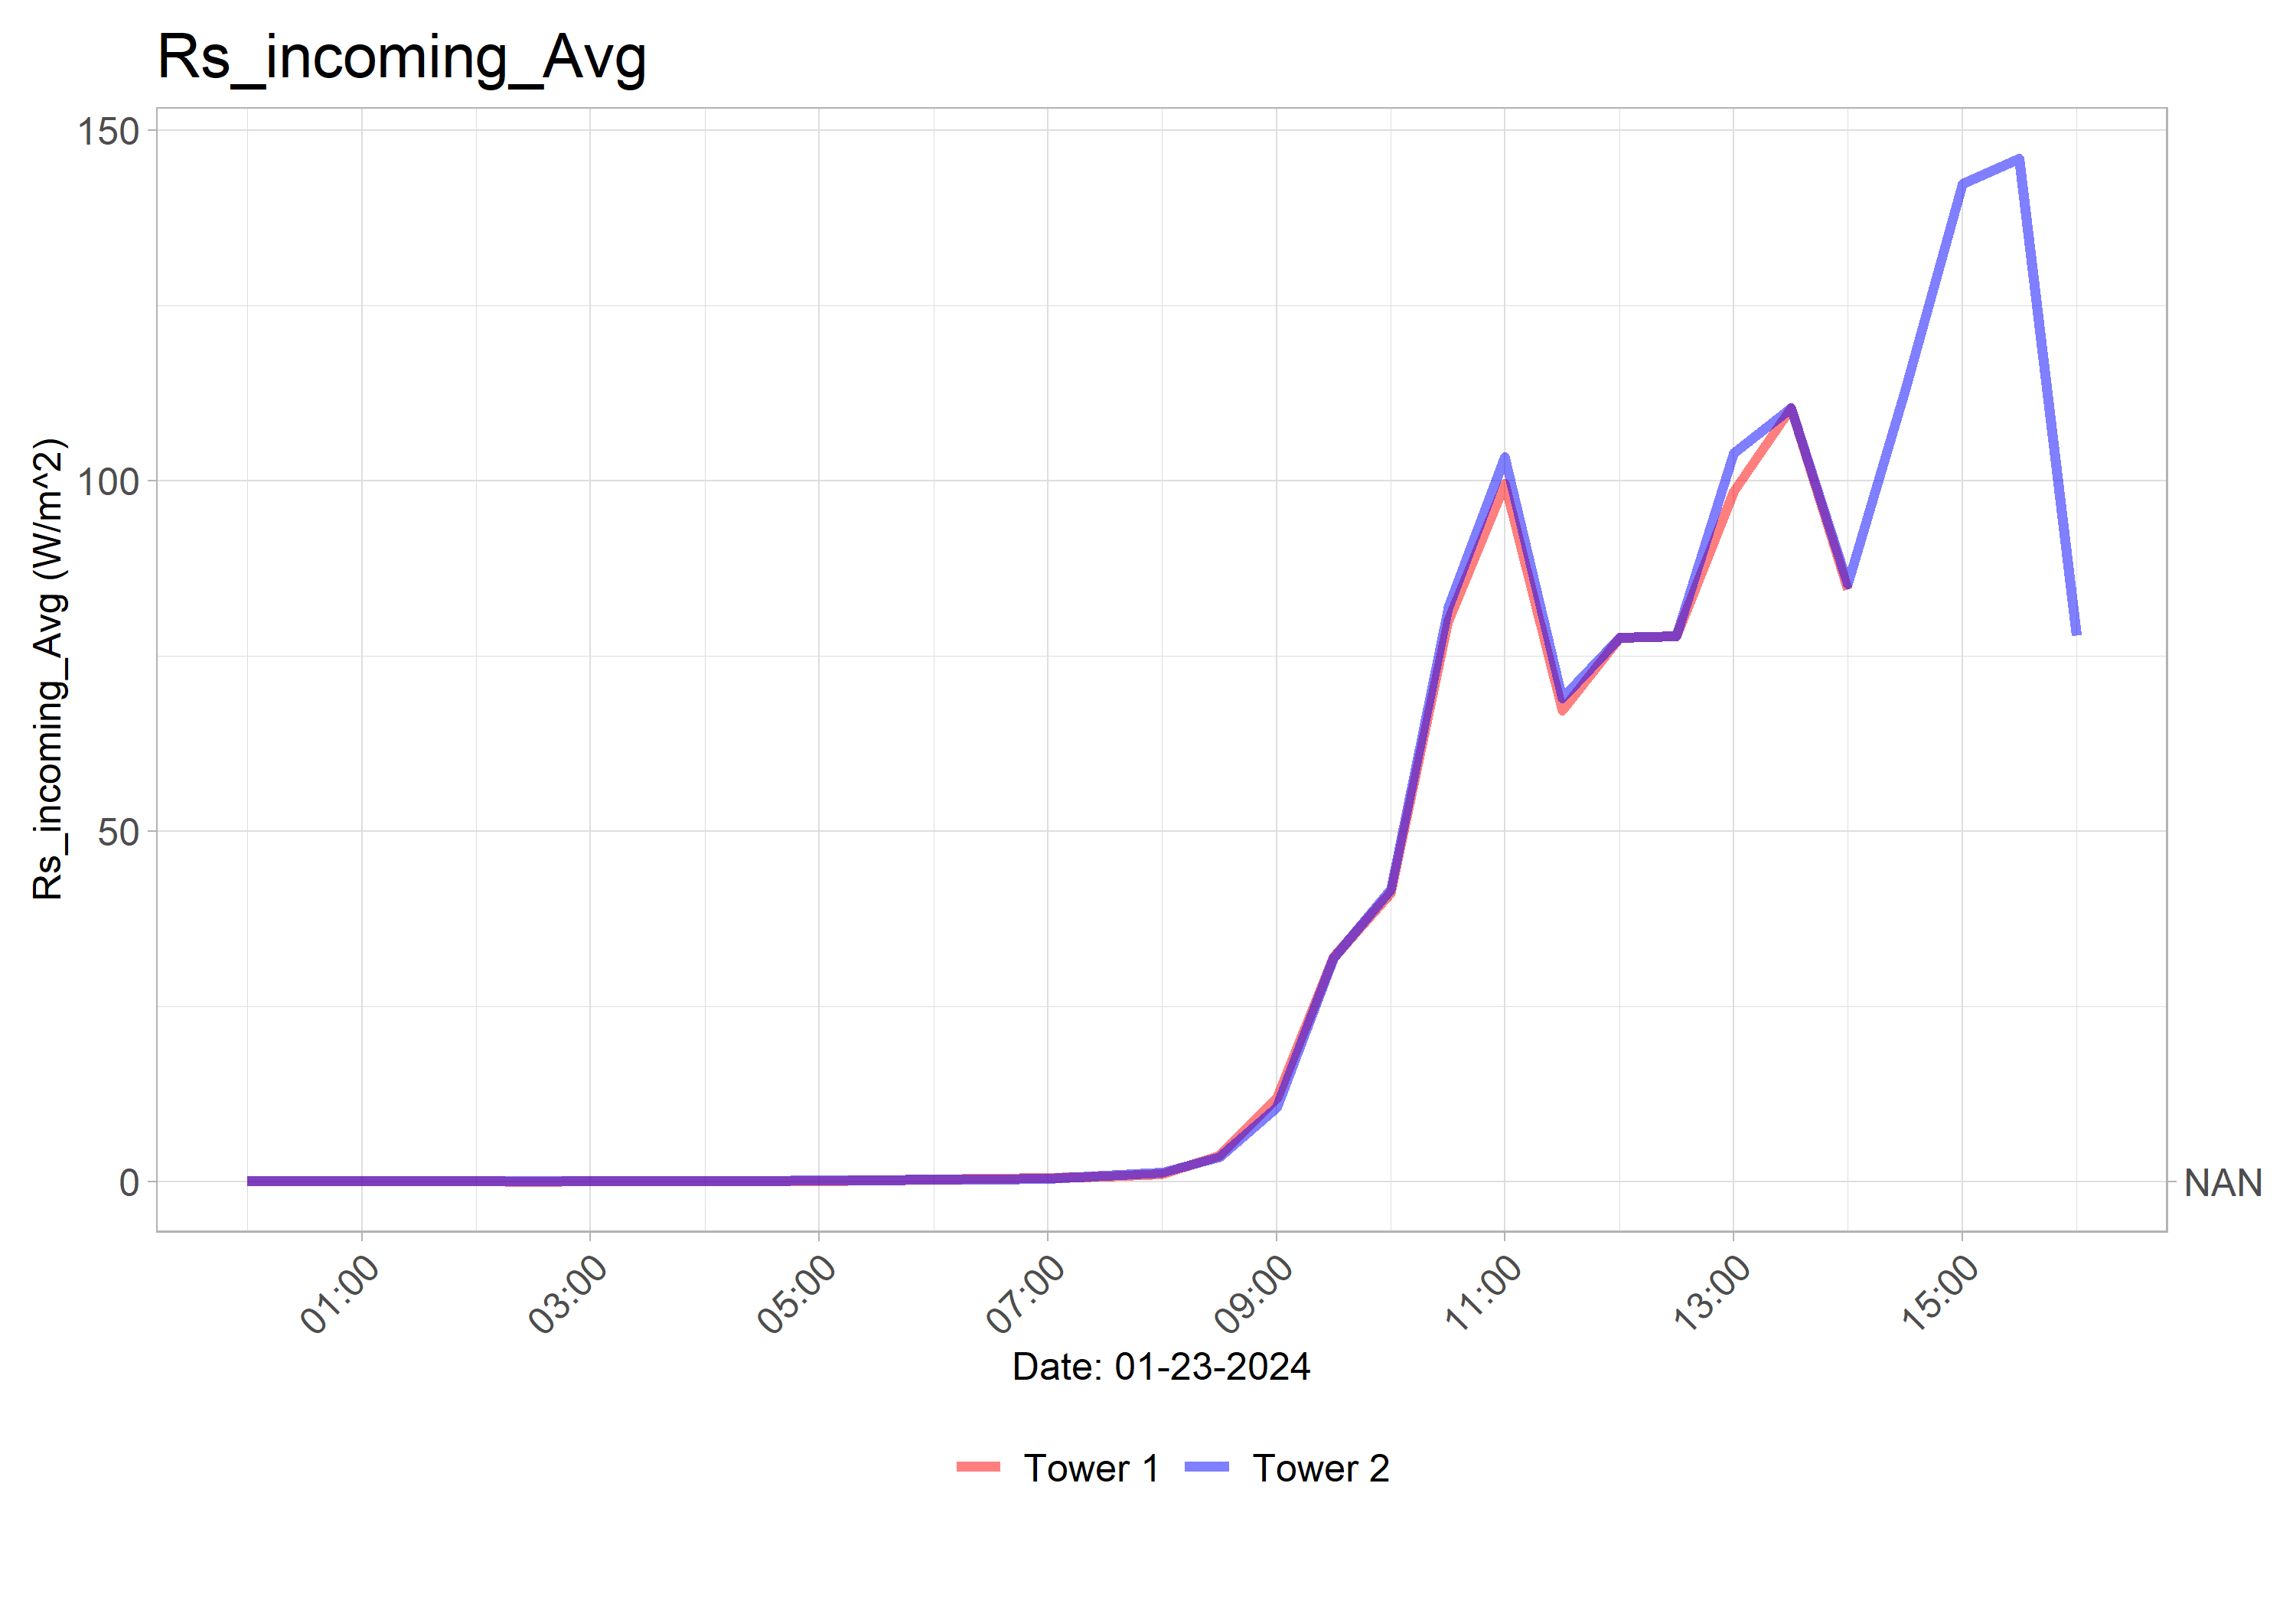 Rs_incoming_Avg
Rs_incoming_Avg (W/m^2)
150
100
50
0
NAN
01:00
03:00
05:00
07:00
09:00
11:00
13:00
15:00
Date: 01-23-2024
Tower 1
Tower 2